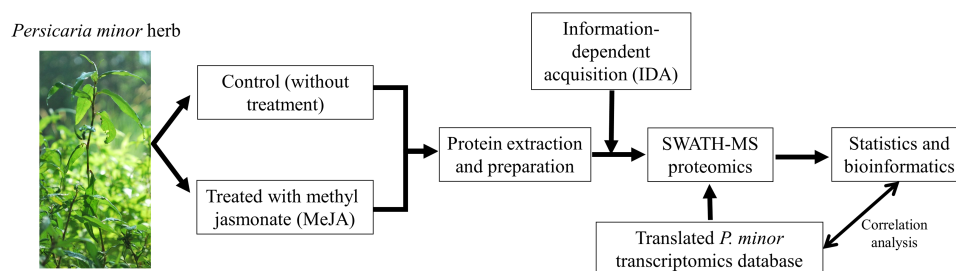 Persicaria minor herb
Control (without
treatment)
Treated with methyl
jasmonate (MeJA)
Protein extraction
and preparation
Information-
dependent
acquisition (IDA)
SWATH-MS
proteomics
Translated P. minor
transcriptomics database
Statistics and
bioinformatics
Correlation
analysis